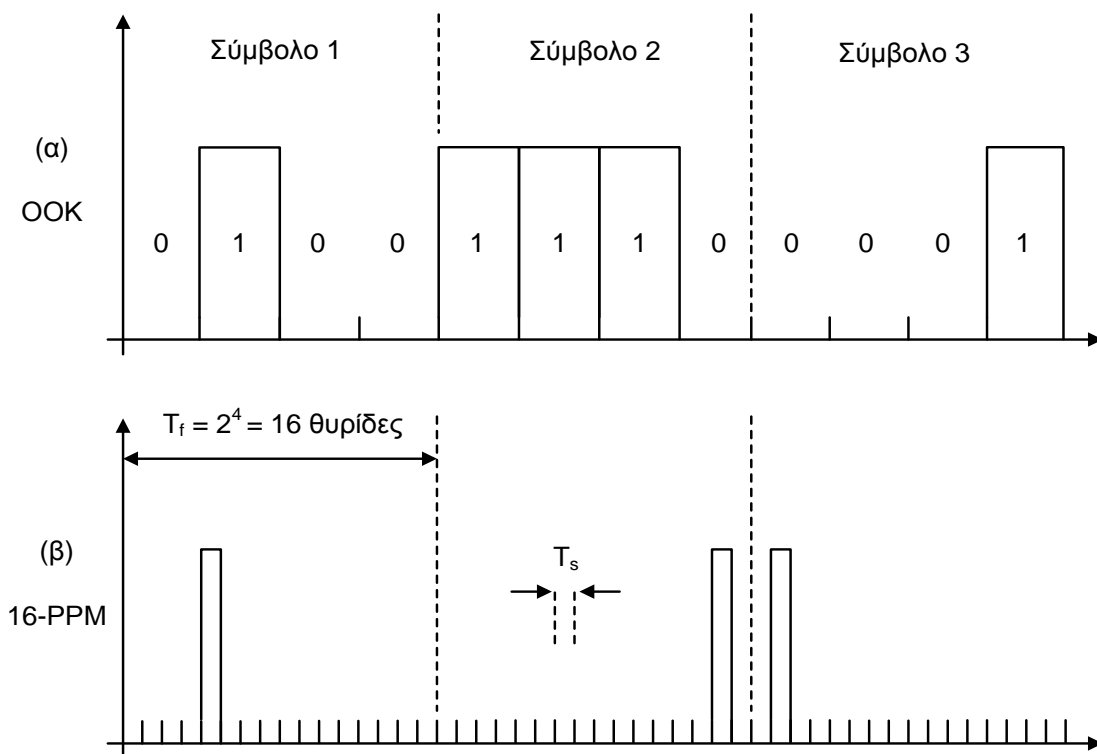 Σύμβολο 1
Σύμβολο 2
Σύμβολο 3
(α)
OOK
0 1 0 0 1 1 1 0 0 0 0 1
T_f = 2^4 = 16 θυρίδες
(β)
16-PPM
T_s